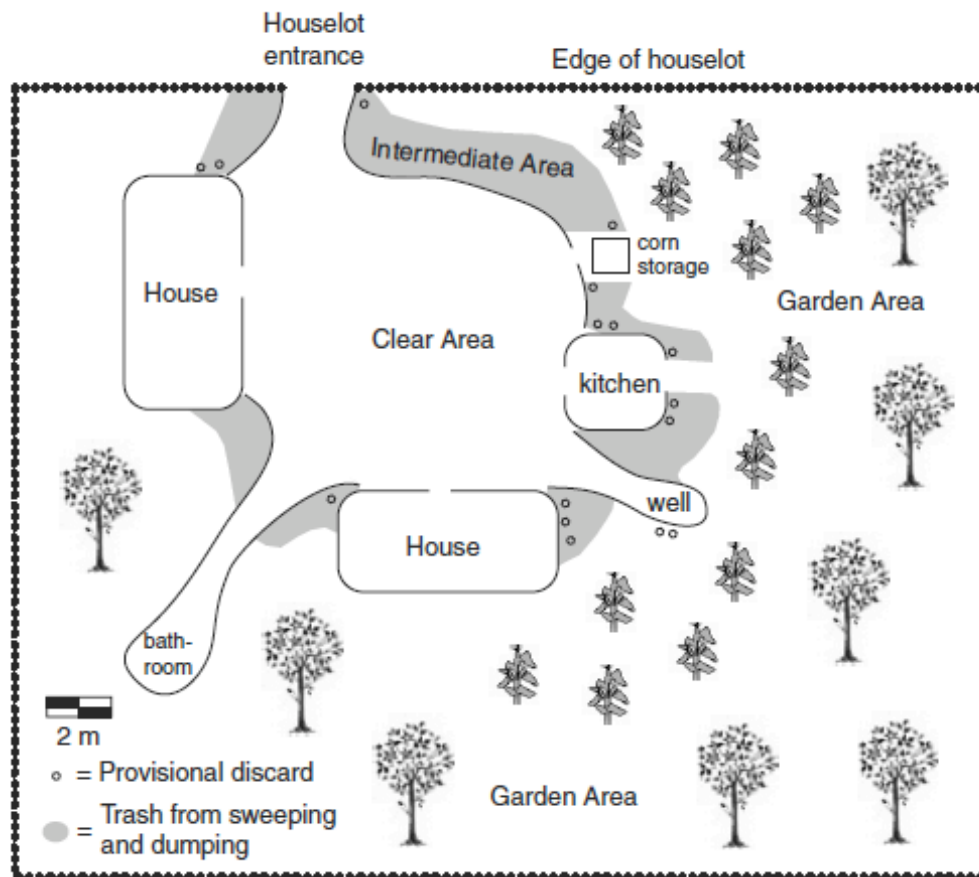 Houselot
entrance
Edge of houselot
Intermediate Area
corn
storage
House
Garden Area
Clear Area
kitchen
well
House
bath-
room
2 m
= Provisional discard
= Trash from sweeping
and dumping
Garden Area